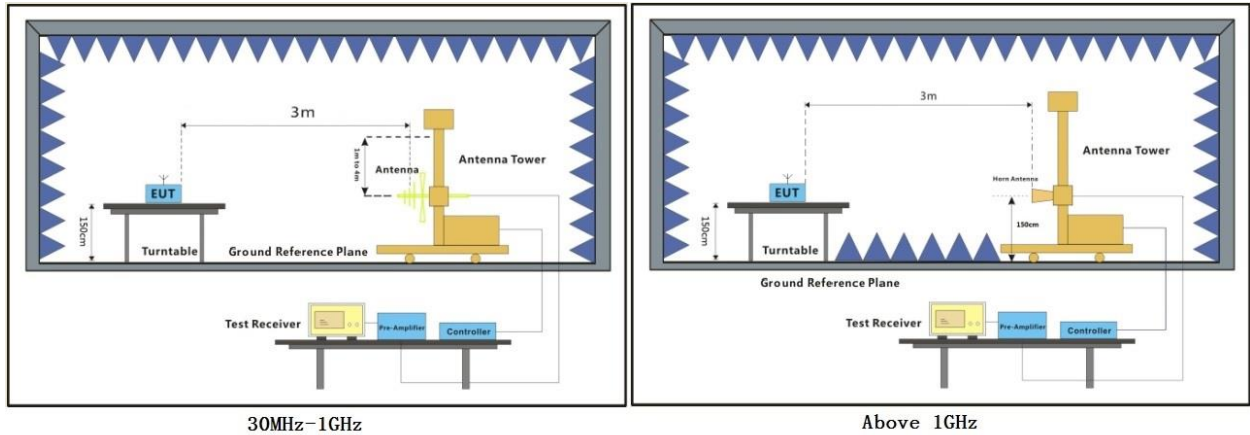 3m
1m to 4m
Antenna
Antenna Tower
EUT
150cm
Turntable
Ground Reference Plane
Test Receiver
Pre-Amplifier
Controller
30MHz-1GHz
3m
Antenna Tower
Horn Antenna
EUT
150cm
150cm
Turntable
Ground Reference Plane
Test Receiver
Pre-Amplifier
Controller
Above 1GHz